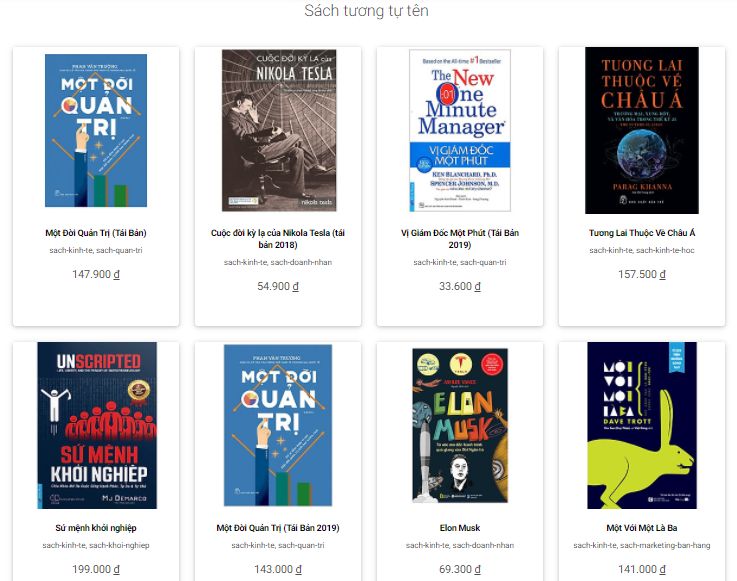 Sách tương tự tên
PHAN VĂN TRƯỜNG
MỘT ĐỜI
QUẢN
TRỊ
Một Đời Quản Trị (Tái Bản)
sach-kinh-te, sach-quan-tri
147.900 ₫
CUỘC ĐỜI KỲ LẠ của
NIKOLA TESLA
nikola tesla
Cuộc đời kỳ lạ của Nikola Tesla (tái
bản 2018)
sach-kinh-te, sach-doanh-nhan
54.900 ₫
Based on the All-time #1 Bestseller
The New
One
Minute
Manager
VỊ GIÁM ĐỐC
MỘT PHÚT
KEN BLANCHARD, Ph.D.
SPENCER JOHNSON, M.D.
Vị Giám Đốc Một Phút (Tái Bản
2019)
sach-kinh-te, sach-quan-tri
33.600 ₫
TƯƠNG LAI
THUỘC VỀ
CHÂU Á
PARAG KHANNA
Tương Lai Thuộc Về Châu Á
sach-kinh-te, sach-kinh-te-hoc
157.500 ₫
UNSCRIPTED
SỨ MỆNH
KHỞI NGHIỆP
MJ DEMARCO
Sứ mệnh khởi nghiệp
sach-kinh-te, sach-khoi-nghiep
199.000 ₫
PHAN VĂN TRƯỜNG
MỘT ĐỜI
QUẢN
TRỊ
Một Đời Quản Trị (Tái Bản 2019)
sach-kinh-te, sach-quan-tri
143.000 ₫
TESLA
ASHLEE VANCE
ELON
MUSK
Elon Musk
sach-kinh-te, sach-doanh-nhan
69.300 ₫
MỘT
VỚI
MỘT
LÀ BA
DAVE TROTT
Một Với Một Là Ba
sach-kinh-te, sach-marketing-ban-hang
141.000 ₫